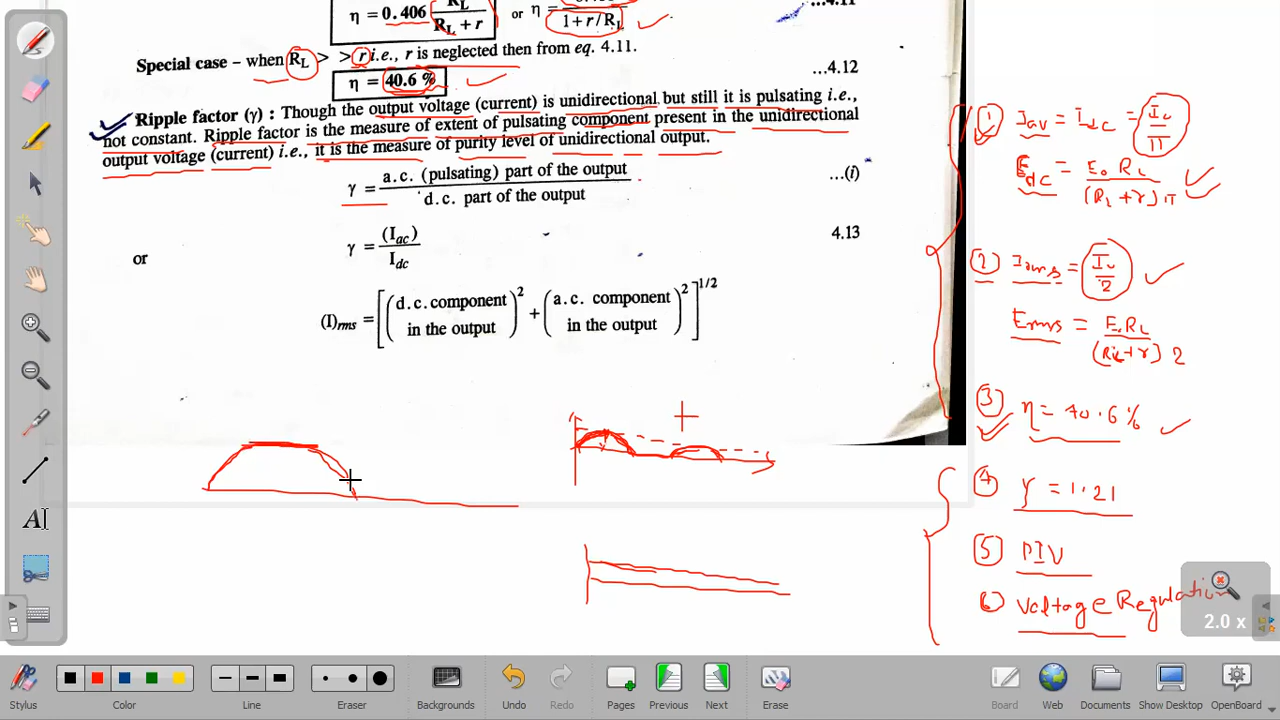 η = 0.406 R_L / (R_L + r) or η = 1 + r/R_L ...4.11
Special case – when R_L > > r i.e., r is neglected then from eq. 4.11.
η = 40.6 % ...4.12
Ripple factor (γ) : Though the output voltage (current) is unidirectional but still it is pulsating i.e.,
not constant. Ripple factor is the measure of extent of pulsating component present in the unidirectional
output voltage (current) i.e., it is the measure of purity level of unidirectional output.
γ = a.c. (pulsating) part of the output / d.c. part of the output ...(i)
or γ = (I_ac) / I_dc 4.13
(I)rms = [(d.c. component in the output)² + (a.c. component in the output)²]^1/2
① Iav = Idc = I₀/π
Edc = E₀ R_L / (R_L + r) π
② Irms = I₀/2
Erms = E₀ R_L / (R_L + r) 2
③ η = 40.6 %
④ γ = 1.21
⑤ PIV
⑥ Voltage Regulation
2.0 x
Stylus
Color
Line
Eraser
Backgrounds
Undo
Redo
Pages
Previous
Next
Erase
Board
Web
Documents
Show Desktop
OpenBoard